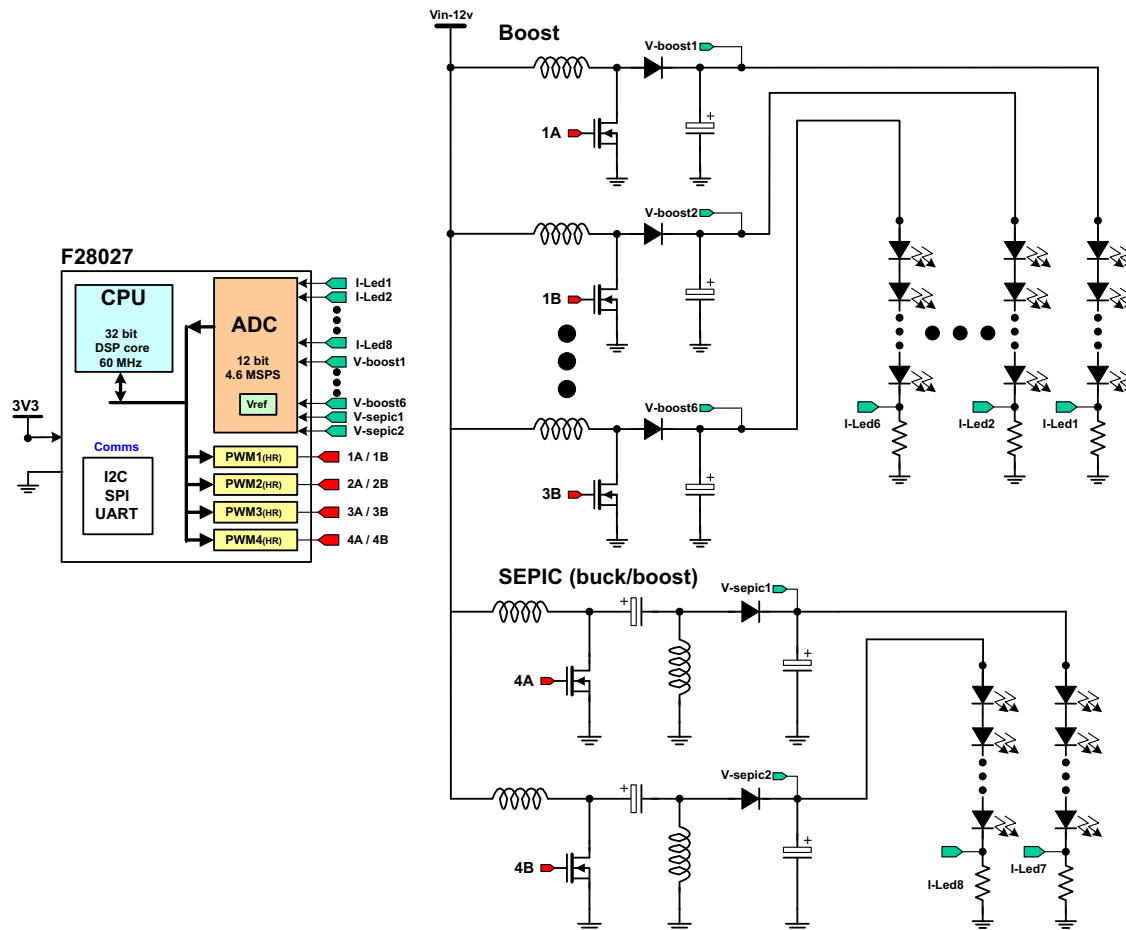 Vin-12v
Boost
V-boost1
1A
V-boost2
1B
V-boost6
3B
I-Led6
I-Led2
I-Led1
F28027
CPU
32 bit
DSP core
60 MHz
ADC
12 bit
4.6 MSPS
Vref
I-Led1
I-Led2
I-Led8
V-boost1
V-boost6
V-sepic1
V-sepic2
3V3
Comms
I2C
SPI
UART
PWM1(HR)
1A / 1B
PWM2(HR)
2A / 2B
PWM3(HR)
3A / 3B
PWM4(HR)
4A / 4B
SEPIC (buck/boost)
V-sepic1
+
4A
+
V-sepic2
+
4B
+
I-Led8
I-Led7
+
+
+